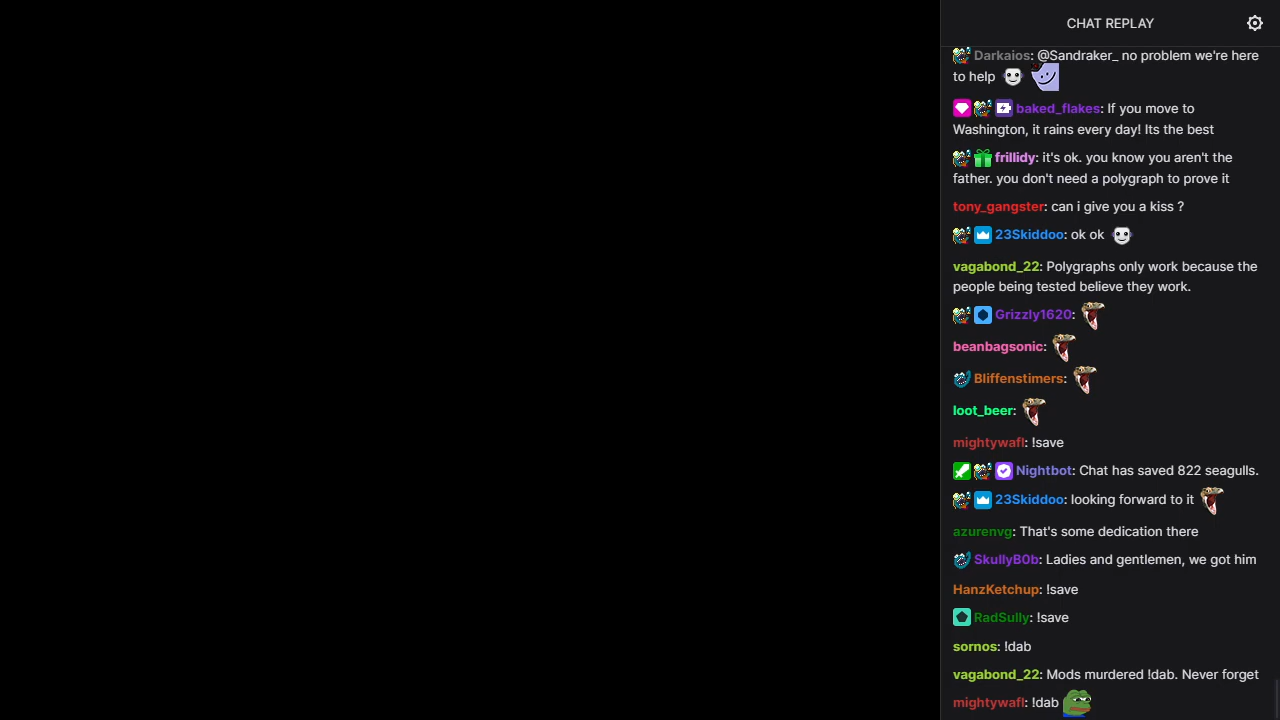 CHAT REPLAY
Darkaios: @Sandraker_ no problem we're here
to help
baked_flakes: If you move to
Washington, it rains every day! Its the best
frillidy: it's ok. you know you aren't the
father. you don't need a polygraph to prove it
tony_gangster: can i give you a kiss ?
23Skiddoo: ok ok
vagabond_22: Polygraphs only work because the
people being tested believe they work.
Grizzly1620:
beanbagsonic:
Bliffenstimers:
loot_beer:
mightywafl: !save
Nightbot: Chat has saved 822 seagulls.
23Skiddoo: looking forward to it
azurenvg: That's some dedication there
SkullyB0b: Ladies and gentlemen, we got him
HanzKetchup: !save
RadSully: !save
sornos: !dab
vagabond_22: Mods murdered !dab. Never forget
mightywafl: !dab